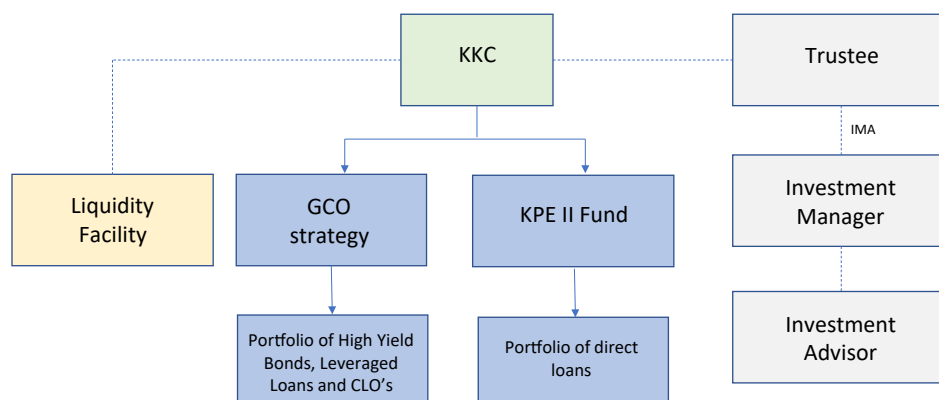 KKC
Trustee
IMA
Liquidity
Facility
GCO
strategy
KPE II Fund
Investment
Manager
Portfolio of High Yield
Bonds, Leveraged
Loans and CLO's
Portfolio of direct
loans
Investment
Advisor